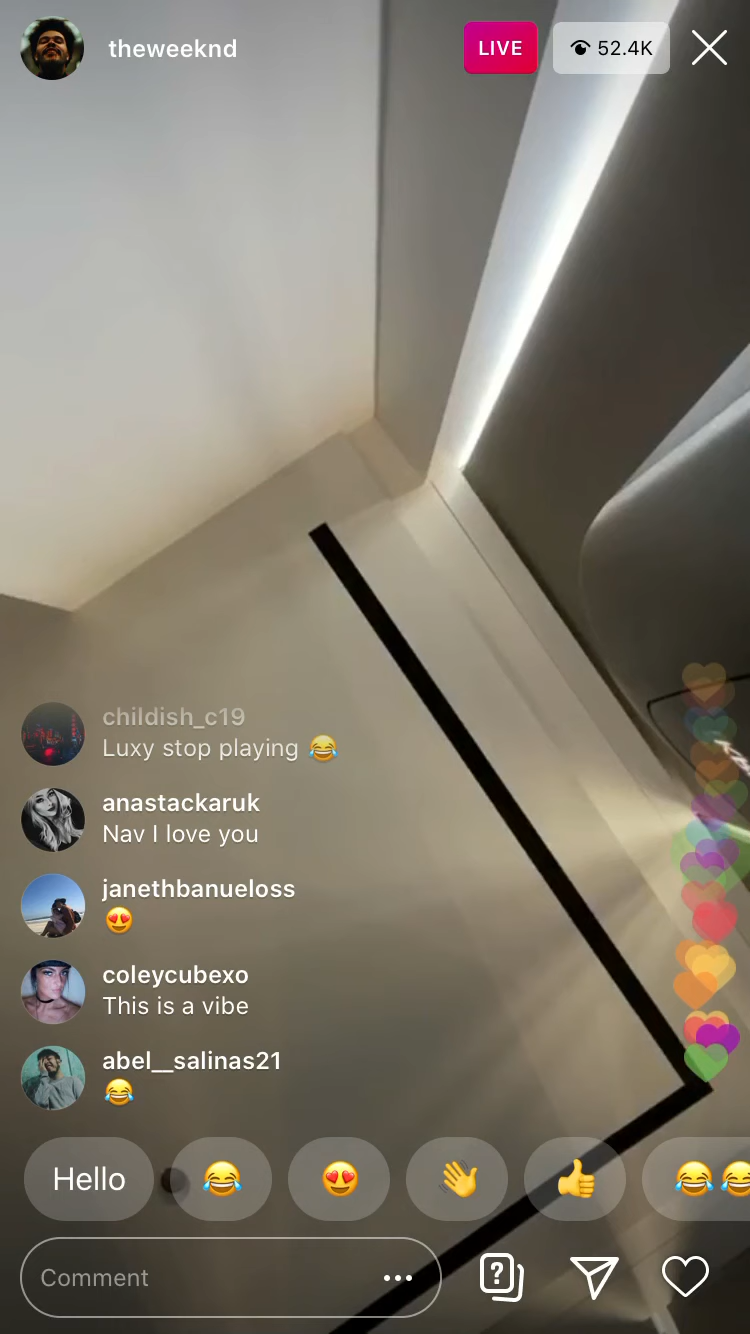 theweeknd
LIVE
52.4K
childish_c19
Luxy stop playing 😂
anastackaruk
Nav I love you
janethbanueloss
😍
coleycubexo
This is a vibe
abel__salinas21
😂
Hello 😂 😍 👋 👍 😂😂
Comment